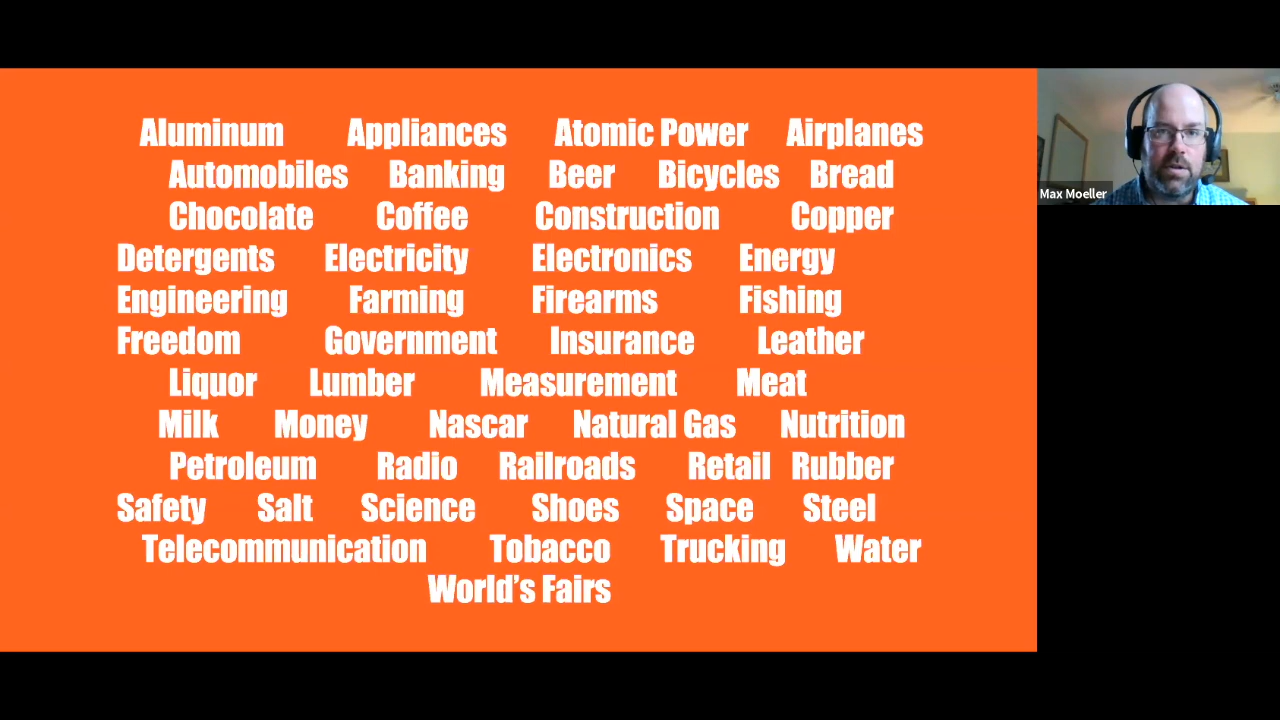 Aluminum Appliances Atomic Power Airplanes
Automobiles Banking Beer Bicycles Bread
Chocolate Coffee Construction Copper
Detergents Electricity Electronics Energy
Engineering Farming Firearms Fishing
Freedom Government Insurance Leather
Liquor Lumber Measurement Meat
Milk Money Nascar Natural Gas Nutrition
Petroleum Radio Railroads Retail Rubber
Safety Salt Science Shoes Space Steel
Telecommunication Tobacco Trucking Water
World’s Fairs
Max Moeller